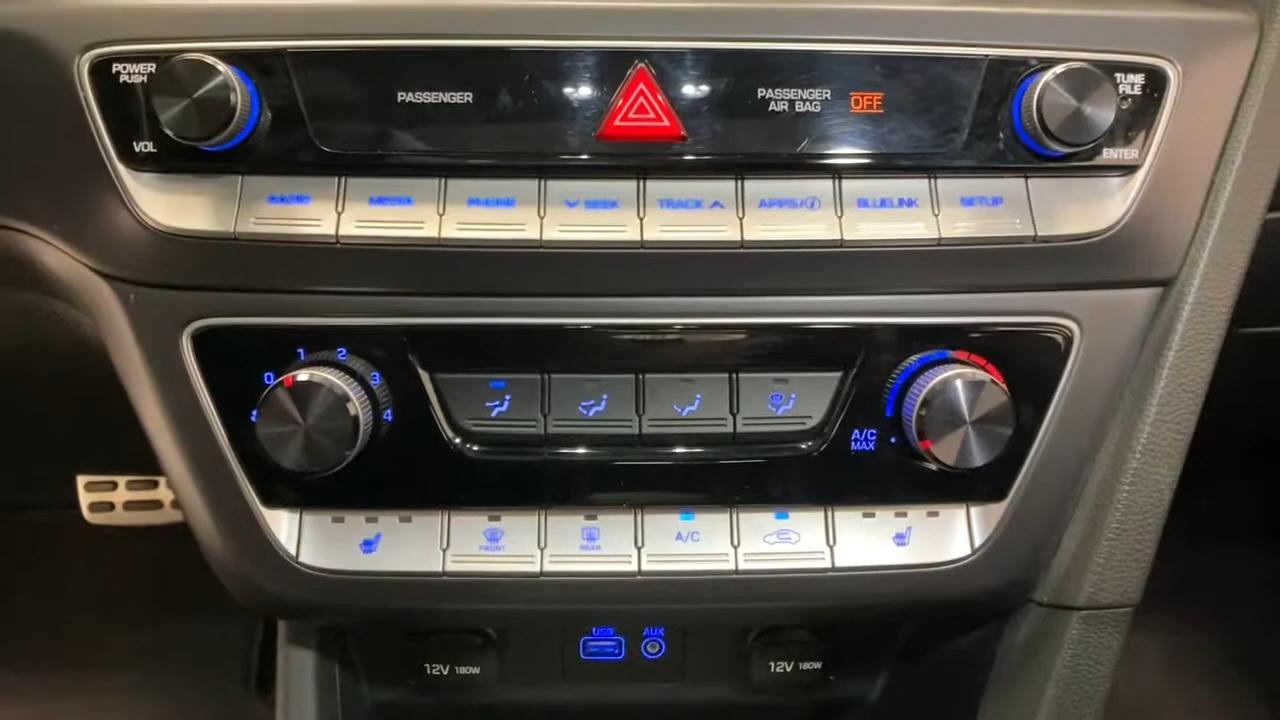 POWER
PUSH
VOL
PASSENGER
PASSENGER
AIR BAG
OFF
TUNE
FILE
ENTER
RADIO
MEDIA
PHONE
SEEK
TRACK
APPS/i
BLUELINK
SETUP
0
1
2
3
4
A/C
MAX
FRONT
REAR
A/C
USB
AUX
12V 180W
12V 180W